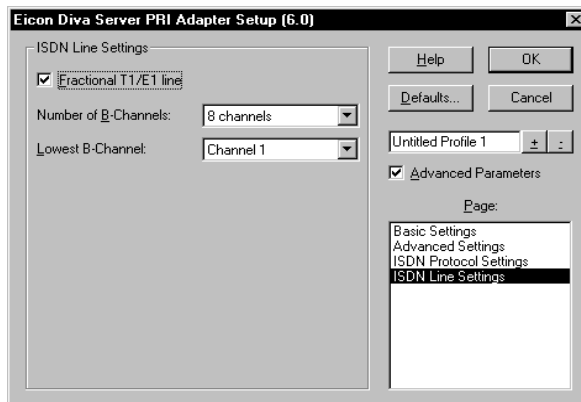 Eicon Diva Server PRI Adapter Setup (6.0)
ISDN Line Settings
Fractional T1/E1 line
Number of B-Channels: 8 channels
Lowest B-Channel: Channel 1
Help OK
Defaults... Cancel
Untitled Profile 1 + -
Advanced Parameters
Page:
Basic Settings
Advanced Settings
ISDN Protocol Settings
ISDN Line Settings